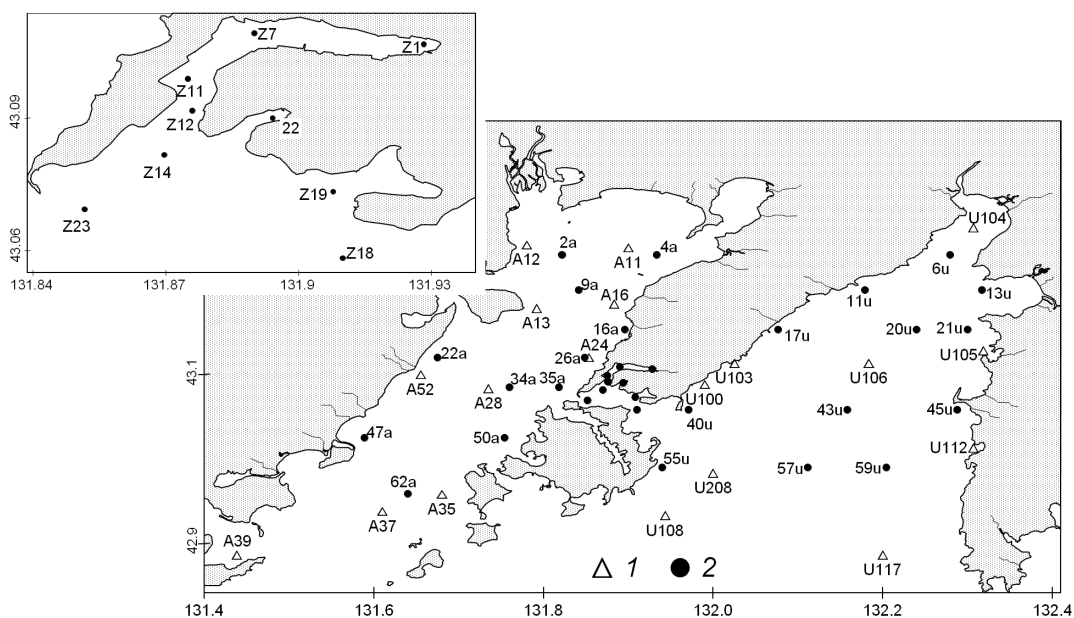 Z7
Z1
Z11
Z12
22
Z14
Z19
Z23
Z18
43.09
43.06
131.84
131.87
131.9
131.93
U104
A12
2a
A11
4a
6u
9a
A16
11u
13u
A13
16a
17u
20u
21u
A24
26a
U105
22a
U103
U106
43.1
A52
34a
35a
A28
U100
40u
43u
45u
47a
50a
U112
55u
57u
59u
U208
62a
A35
A37
U108
A39
U117
42.9
1
2
131.4
131.6
131.8
132.0
132.2
132.4